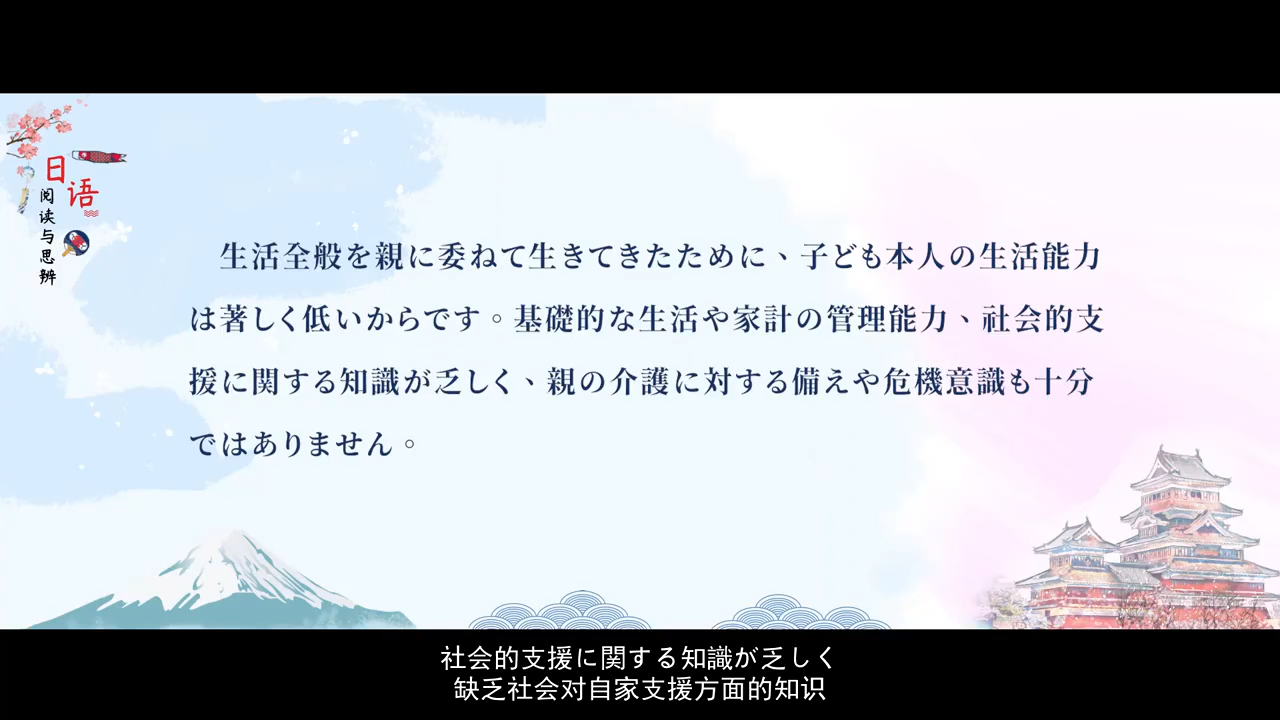 日语
阅读与思辨
生活全般を親に委ねて生きてきたために、子ども本人の生活能力
は著しく低いからです。基礎的な生活や家計の管理能力、社会的支
援に関する知識が乏しく、親の介護に対する備えや危機意識も十分
ではありません。
社会的支援に関する知識が乏しく
缺乏社会对自家支援方面的知识